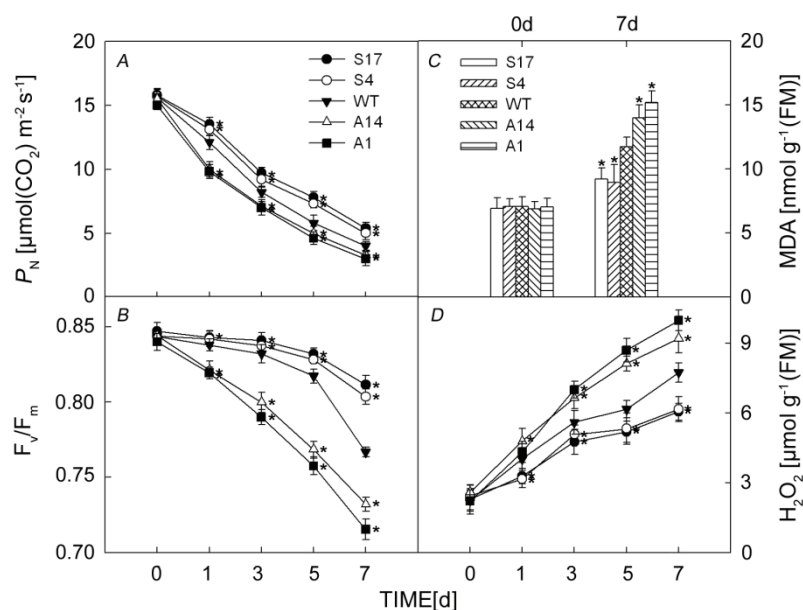 0d 7d
A
20
15
10
5
0
P_N [µmol(CO₂) m⁻² s⁻¹
S17
S4
WT
A14
A1
C
S17
S4
WT
A14
A1
20
15
10
5
0
MDA [nmol g⁻¹ (FM)]
B
0.85
0.80
0.75
0.70
F_v/F_m
0 1 3 5 7
D
9
6
3
0
H₂O₂ [µmol g⁻¹ (FM)]
0 1 3 5 7
TIME[d]